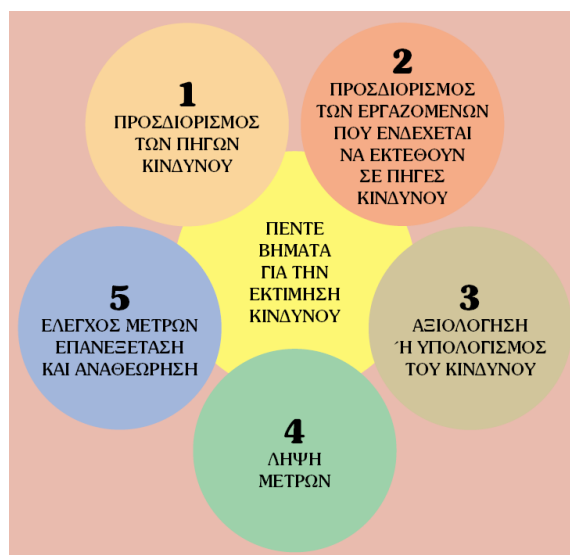 1
ΠΡΟΣΔΙΟΡΙΣΜΟΣ
ΤΩΝ ΠΗΓΩΝ
ΚΙΝΔΥΝΟΥ
2
ΠΡΟΣΔΙΟΡΙΣΜΟΣ
ΤΩΝ ΕΡΓΑΖΟΜΕΝΩΝ
ΠΟΥ ΕΝΔΕΧΕΤΑΙ
ΝΑ ΕΚΤΕΘΟΥΝ
ΣΕ ΠΗΓΕΣ
ΚΙΝΔΥΝΟΥ
ΠΕΝΤΕ
ΒΗΜΑΤΑ
ΓΙΑ ΤΗΝ
ΕΚΤΙΜΗΣΗ
ΚΙΝΔΥΝΟΥ
3
ΑΞΙΟΛΟΓΗΣΗ
Ή ΥΠΟΛΟΓΙΣΜΟΣ
ΤΟΥ ΚΙΝΔΥΝΟΥ
4
ΛΗΨΗ
ΜΕΤΡΩΝ
5
ΕΛΕΓΧΟΣ ΜΕΤΡΩΝ
ΕΠΑΝΕΞΕΤΑΣΗ
ΚΑΙ ΑΝΑΘΕΩΡΗΣΗ